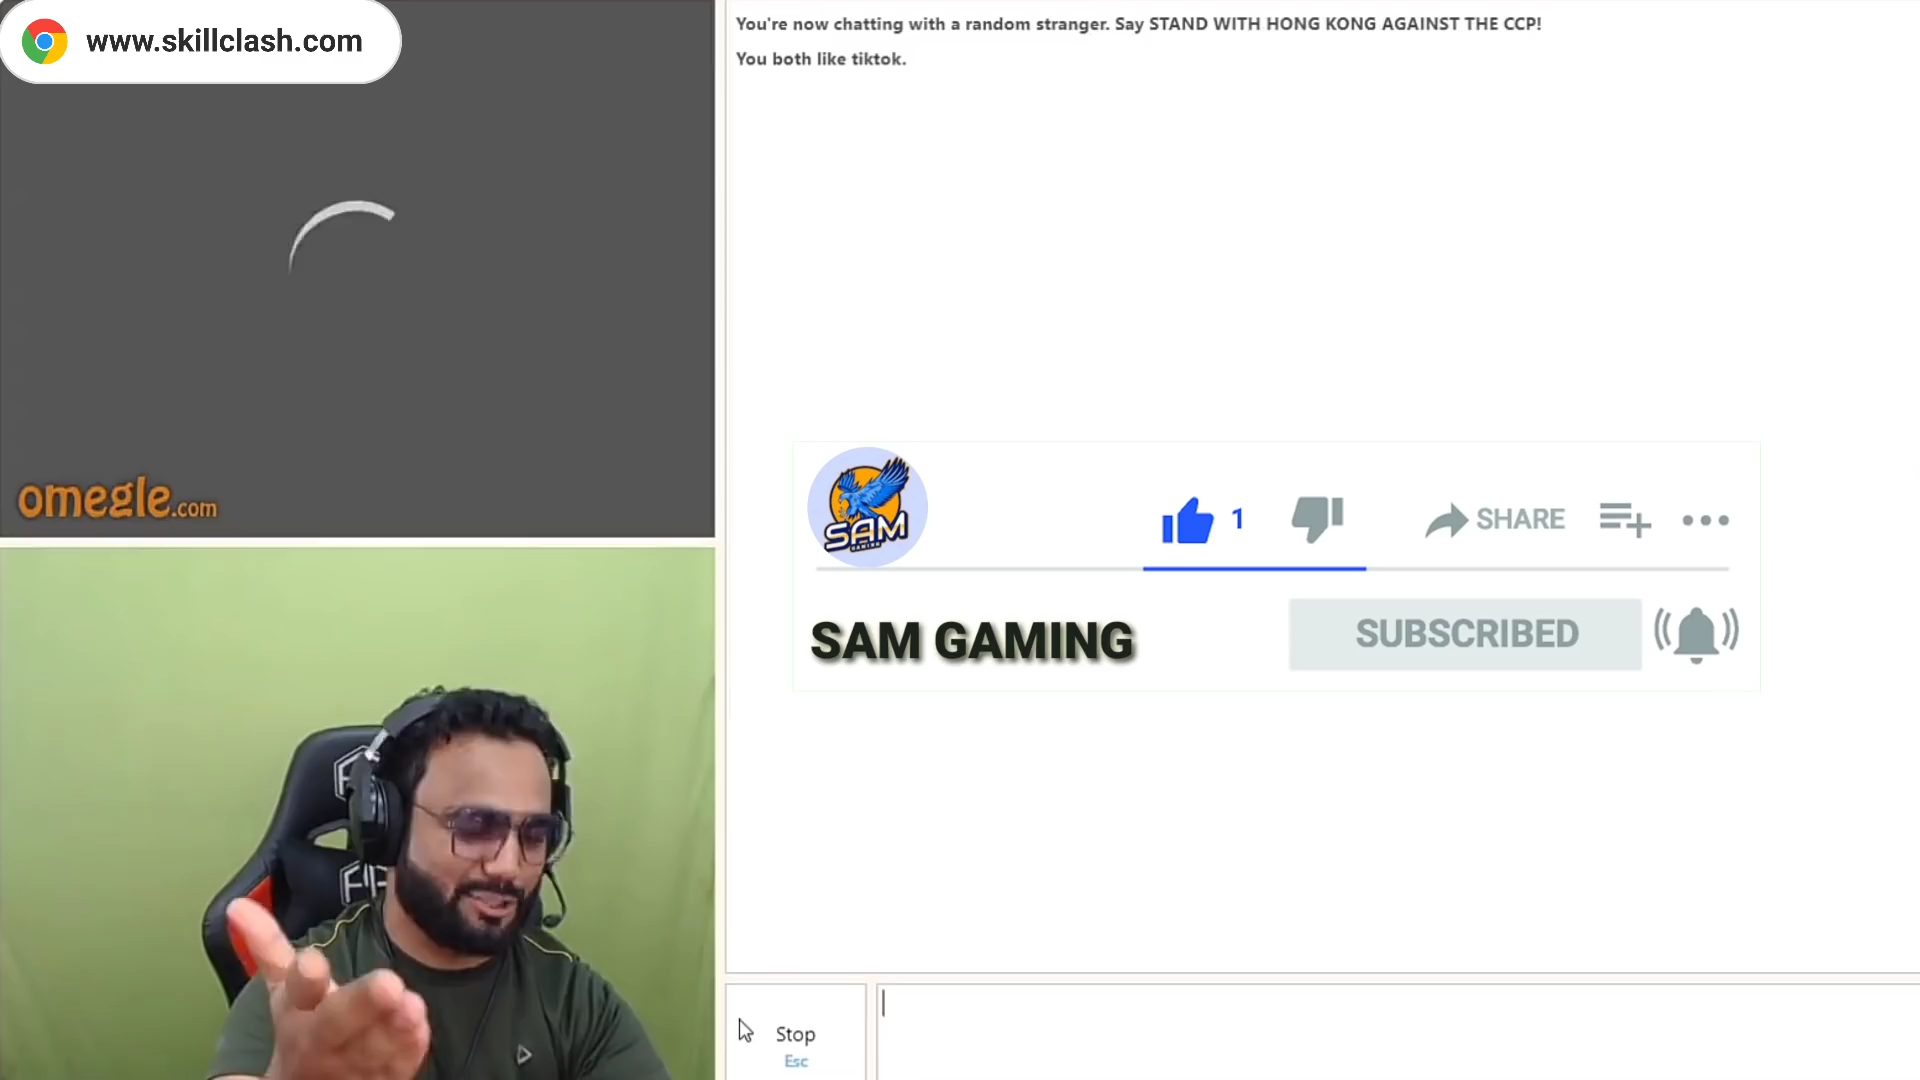 www.skillclash.com
You're now chatting with a random stranger. Say STAND WITH HONG KONG AGAINST THE CCP!
You both like tiktok.
omegle.com
SAM
GAMING
1
SHARE
SAM GAMING
SUBSCRIBED
Stop
Esc